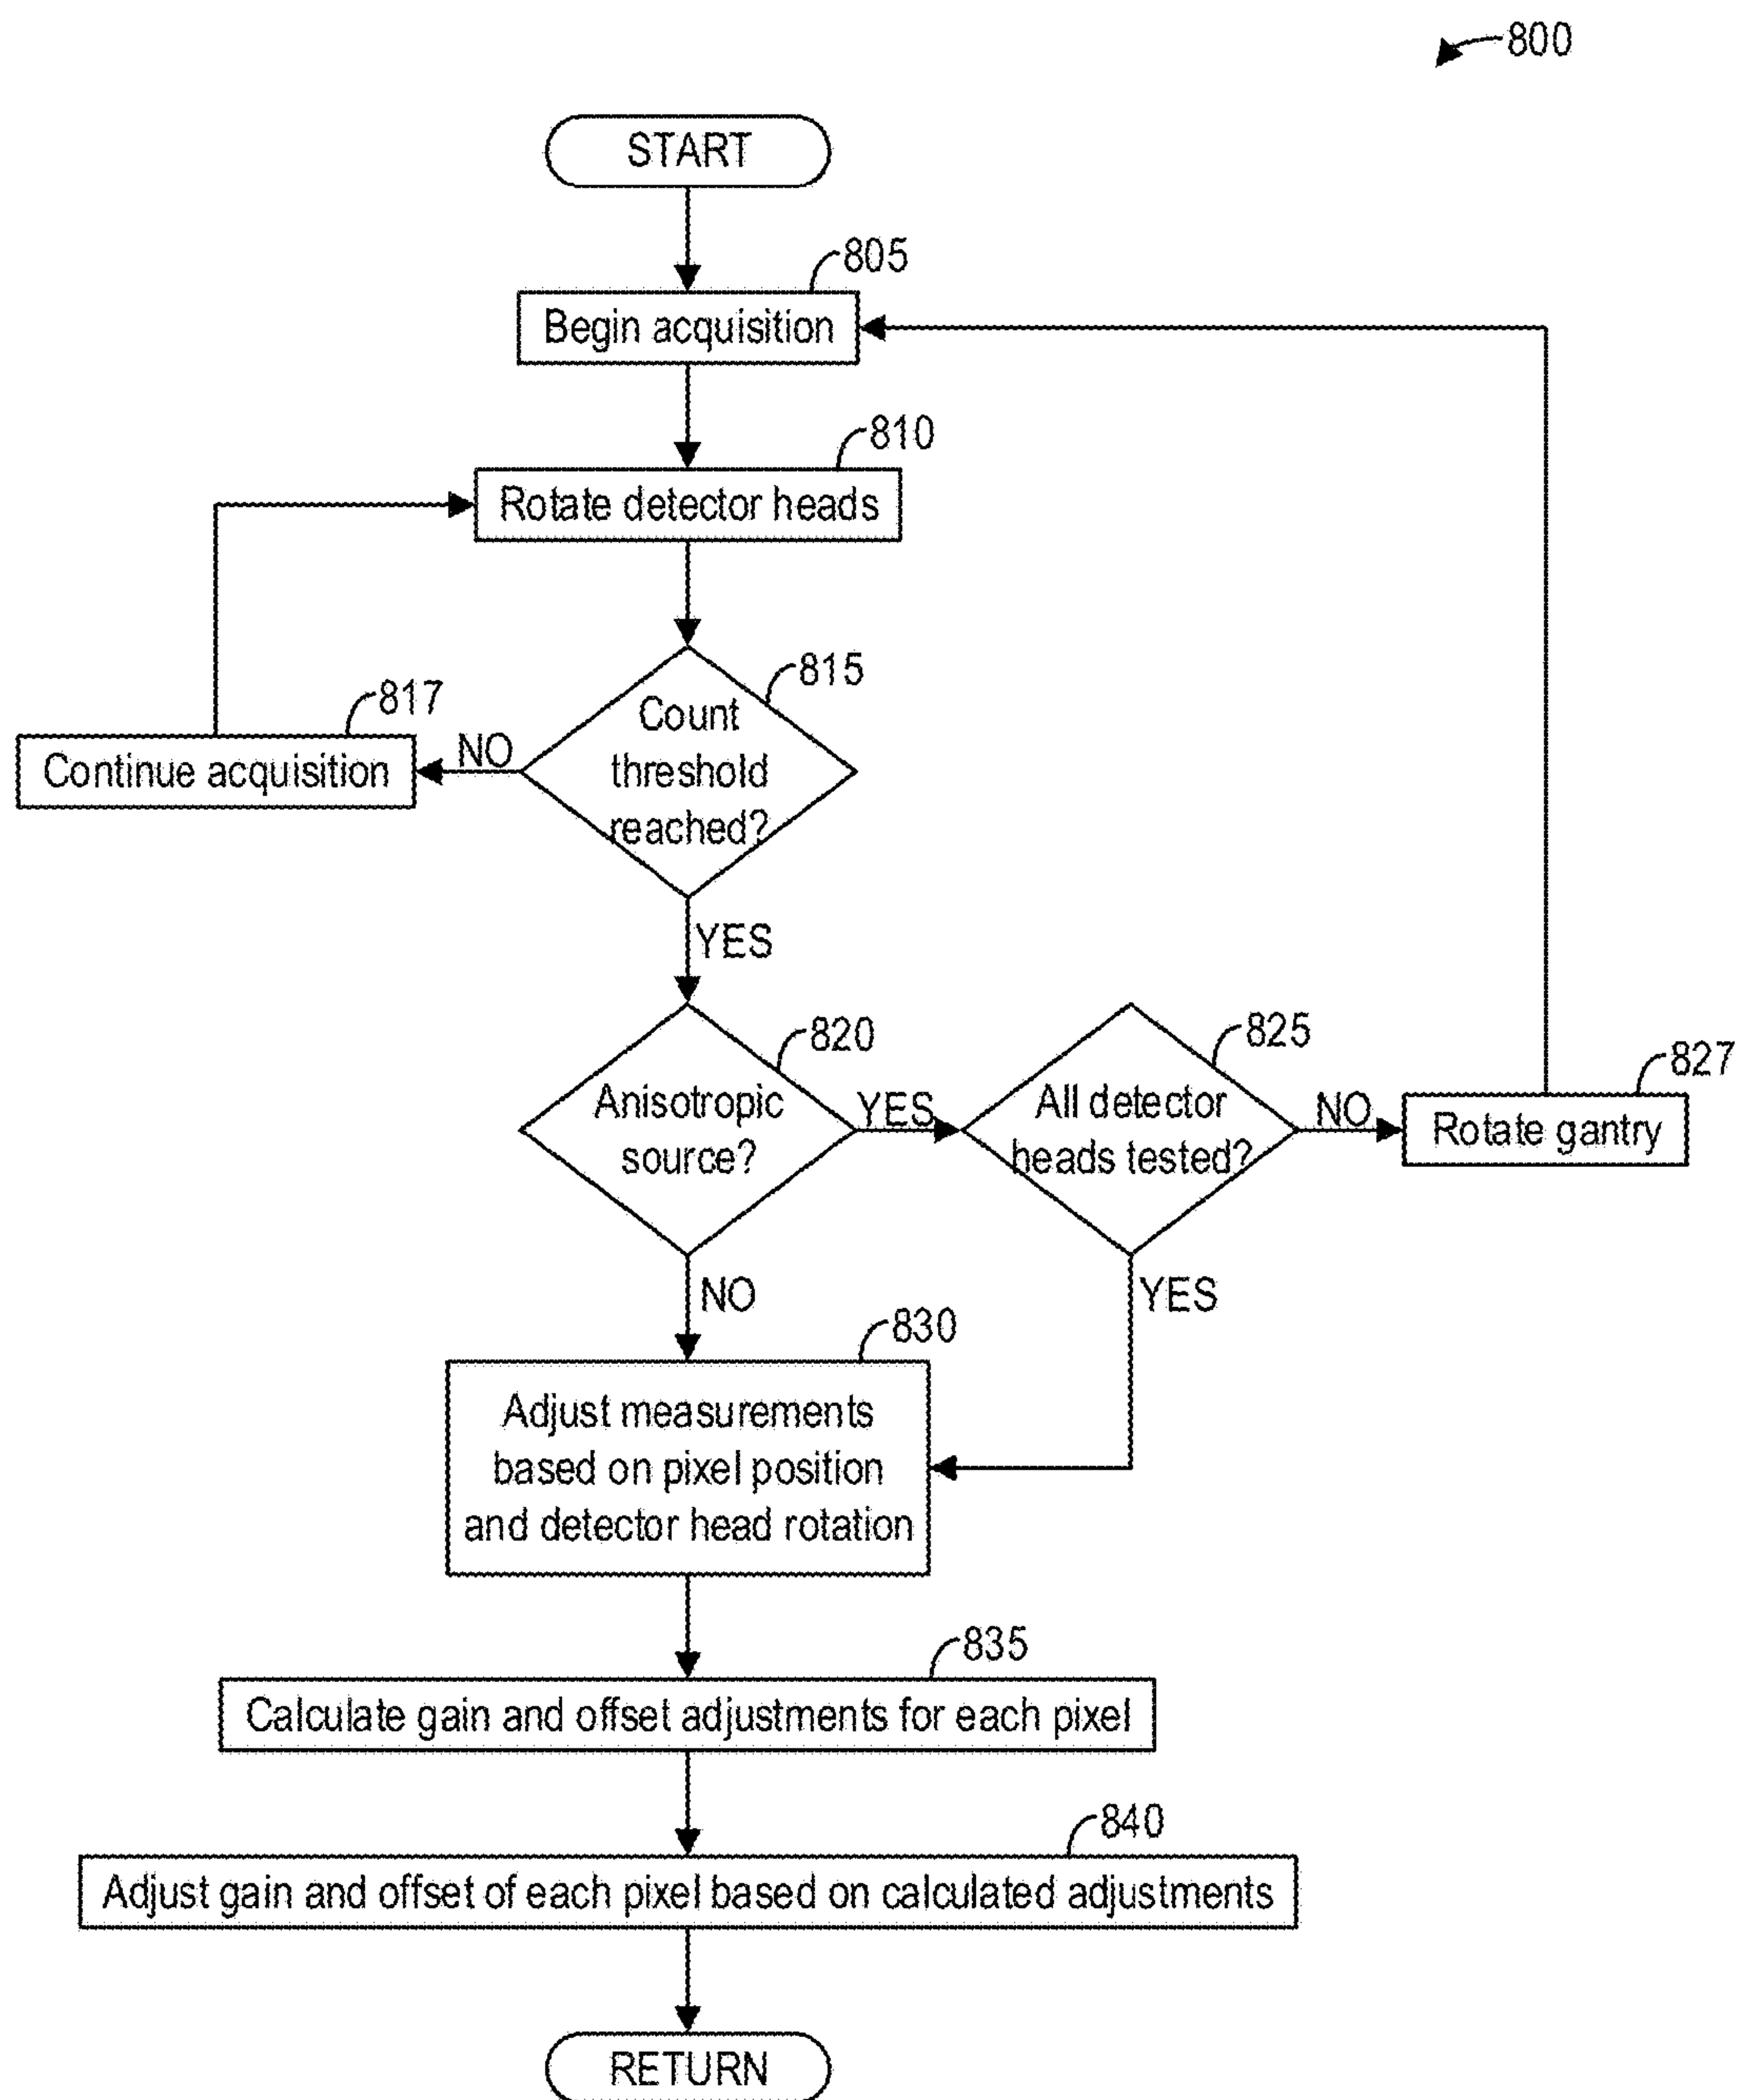 800
START
805
Begin acquisition
810
Rotate detector heads
815
Count
threshold
reached?
817
Continue acquisition
NO
YES
820
Anisotropic
source?
YES
825
All detector
heads tested?
NO
827
Rotate gantry
NO
YES
830
Adjust measurements
based on pixel position
and detector head rotation
835
Calculate gain and offset adjustments for each pixel
840
Adjust gain and offset of each pixel based on calculated adjustments
RETURN